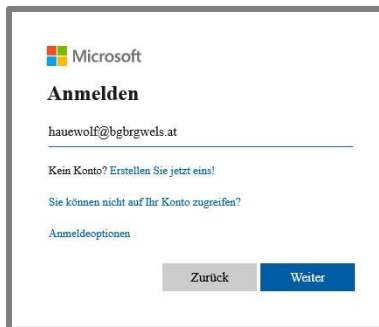 Microsoft
Anmelden
hauewolf@bgbrgwels.at
Kein Konto? Erstellen Sie jetzt eins!
Sie können nicht auf Ihr Konto zugreifen?
Anmeldeoptionen
Zurück Weiter